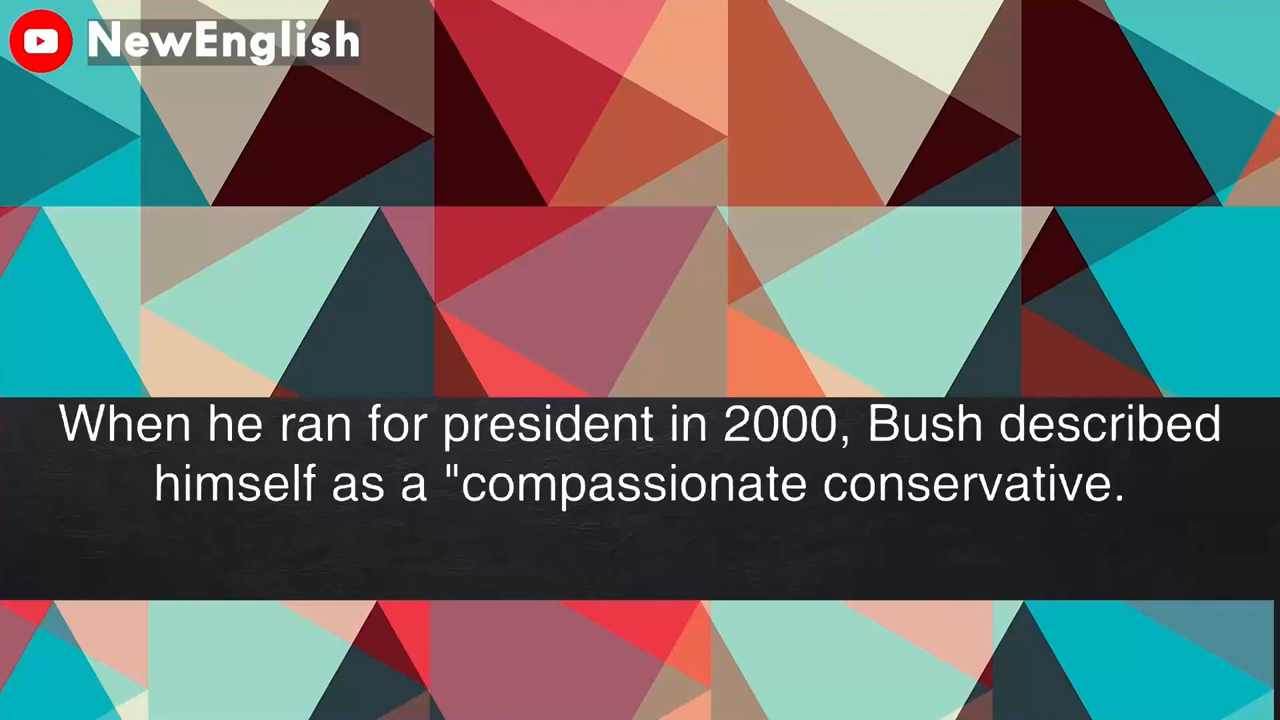 NewEnglish
When he ran for president in 2000, Bush described
himself as a "compassionate conservative.